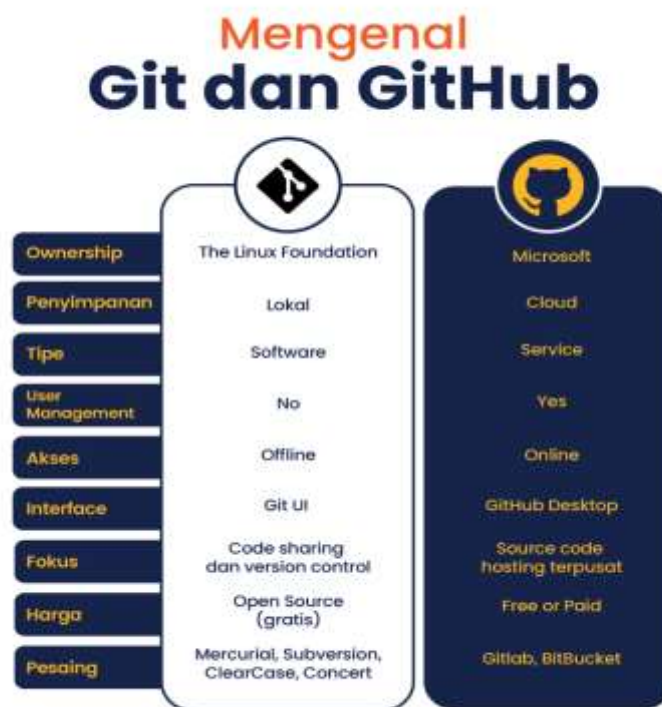 Mengenal
Git dan GitHub
Ownership
The Linux Foundation
Microsoft
Penyimpanan
Lokal
Cloud
Tipe
Software
Service
User
Management
No
Yes
Akses
Offline
Online
Interface
Git UI
GitHub Desktop
Fokus
Code sharing
dan version control
Source code
hosting terpusat
Harga
Open Source
(gratis)
Free or Paid
Pesaing
Mercurial, Subversion,
ClearCase, Concert
Gitlab, BitBucket